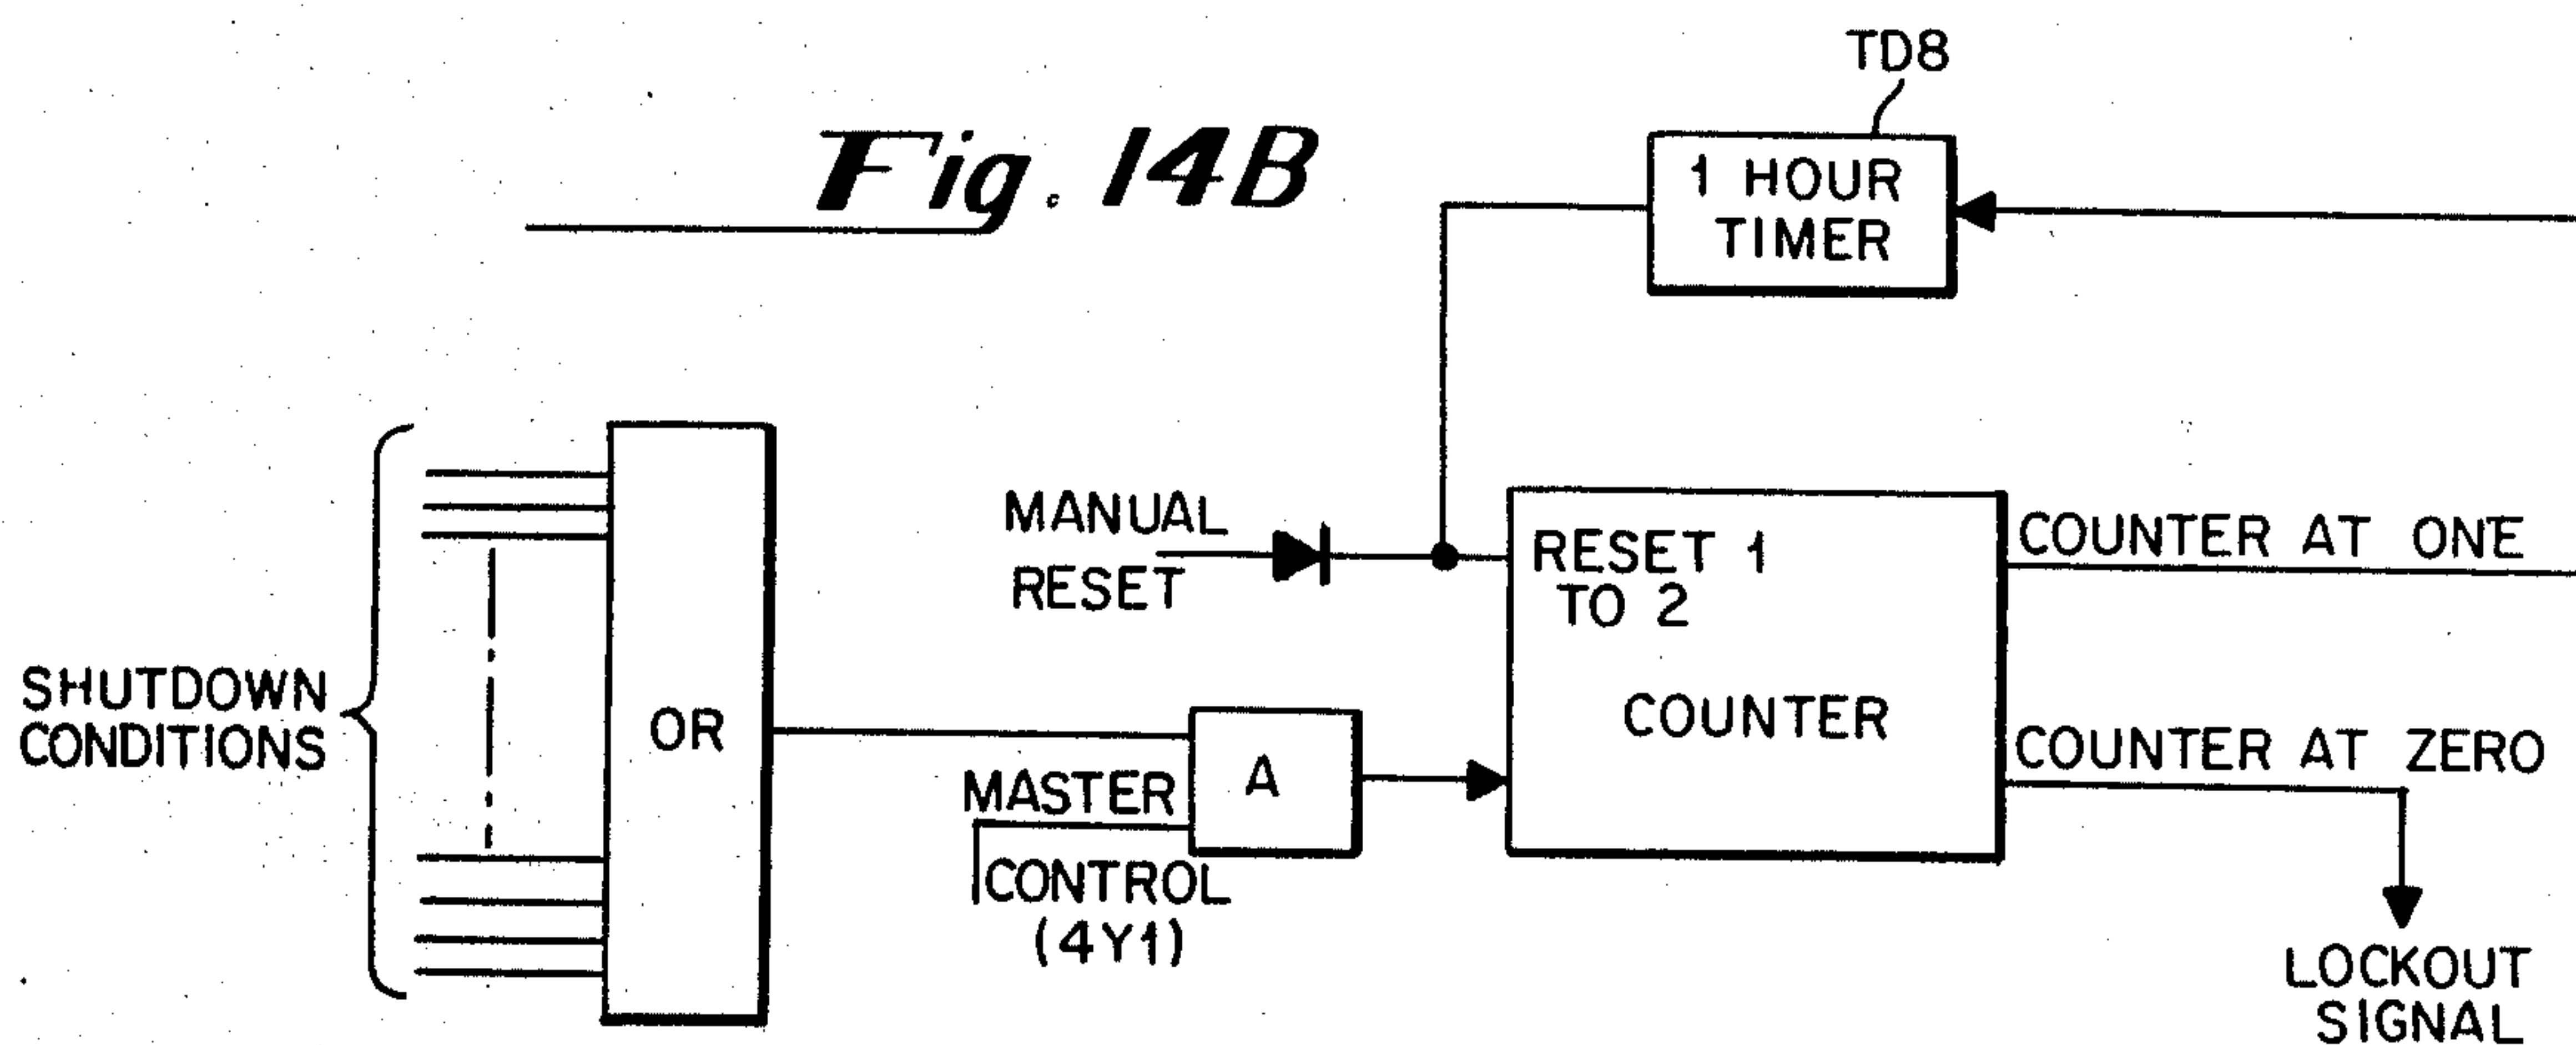 TD8
Fig. 14B
1 HOUR
TIMER
MANUAL
RESET
RESET 1
TO 2
COUNTER
COUNTER AT ONE
COUNTER AT ZERO
SHUTDOWN
CONDITIONS
OR
MASTER
CONTROL
(4Y1)
A
LOCKOUT
SIGNAL